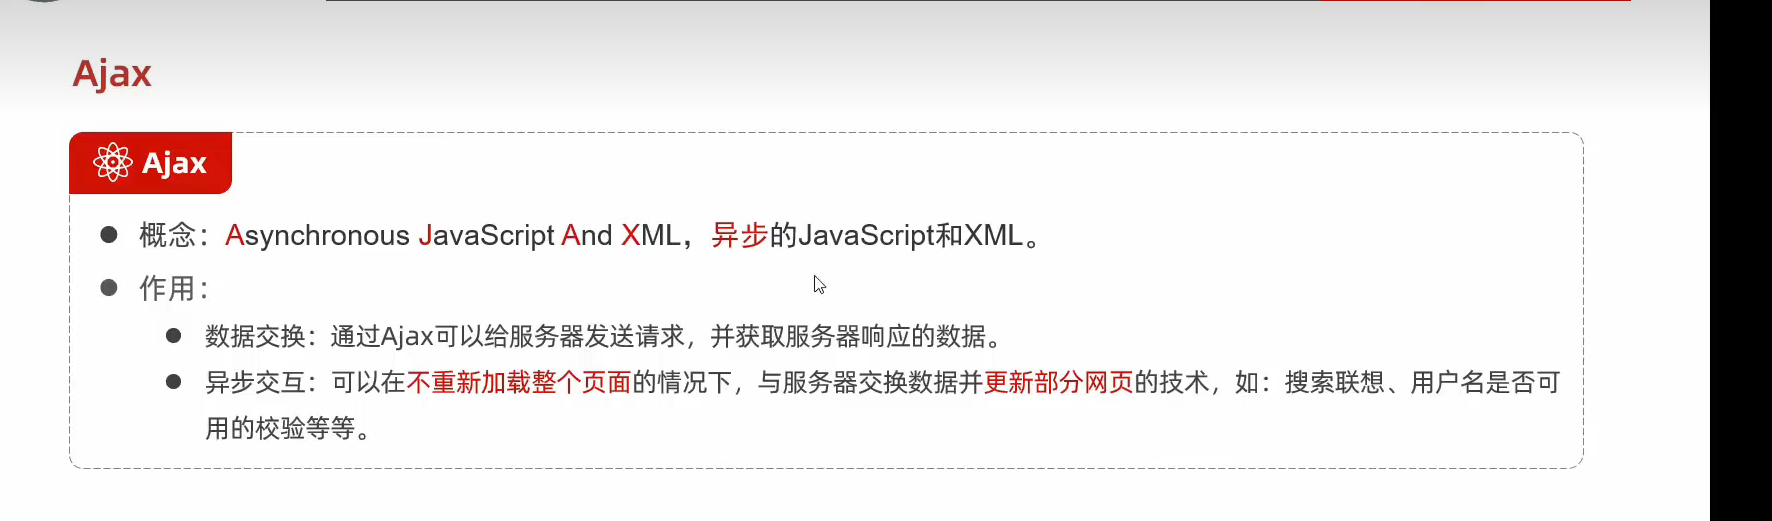 Ajax
Ajax
概念：Asynchronous JavaScript And XML，异步的JavaScript和XML。
作用：
数据交换：通过Ajax可以给服务器发送请求，并获取服务器响应的数据。
异步交互：可以在不重新加载整个页面的情况下，与服务器交换数据并更新部分网页的技术，如：搜索联想、用户名是否可
用的校验等等。